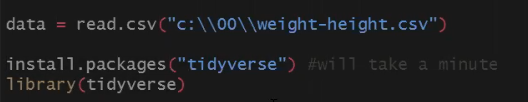 data = read.csv("c:\\00\\weight-height.csv")
install.packages("tidyverse") #will take a minute
library(tidyverse)